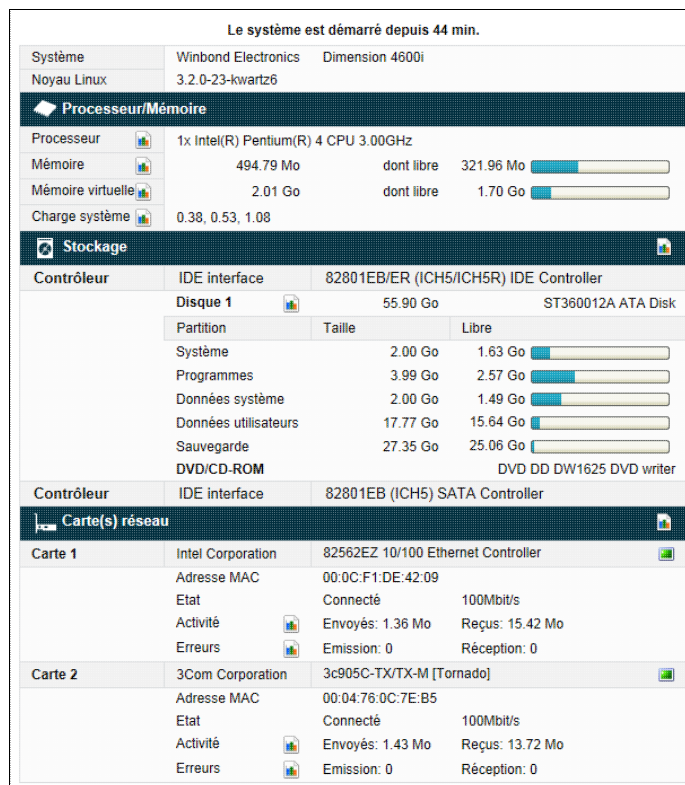 Le système est démarré depuis 44 min.
Système Winbond Electronics Dimension 4600i
Noyau Linux 3.2.0-23-kwartz6
Processeur/Mémoire
Processeur 1x Intel(R) Pentium(R) 4 CPU 3.00GHz
Mémoire 494.79 Mo dont libre 321.96 Mo
Mémoire virtuelle 2.01 Go dont libre 1.70 Go
Charge système 0.38, 0.53, 1.08
Stockage
Contrôleur IDE interface 82801EB/ER (ICH5/ICH5R) IDE Controller
Disque 1 55.90 Go ST360012A ATA Disk
Partition Taille Libre
Système 2.00 Go 1.63 Go
Programmes 3.99 Go 2.57 Go
Données système 2.00 Go 1.49 Go
Données utilisateurs 17.77 Go 15.64 Go
Sauvegarde 27.35 Go 25.06 Go
DVD/CD-ROM DVD DD DW1625 DVD writer
Contrôleur IDE interface 82801EB (ICH5) SATA Controller
Carte(s) réseau
Carte 1 Intel Corporation 82562EZ 10/100 Ethernet Controller
Adresse MAC 00:0C:F1:DE:42:09
Etat Connecté 100Mbit/s
Activité Envoyés: 1.36 Mo Reçus: 15.42 Mo
Erreurs Emission: 0 Réception: 0
Carte 2 3Com Corporation 3c905C-TX/TX-M [Tornado]
Adresse MAC 00:04:76:0C:7E:B5
Etat Connecté 100Mbit/s
Activité Envoyés: 1.43 Mo Reçus: 13.72 Mo
Erreurs Emission: 0 Réception: 0